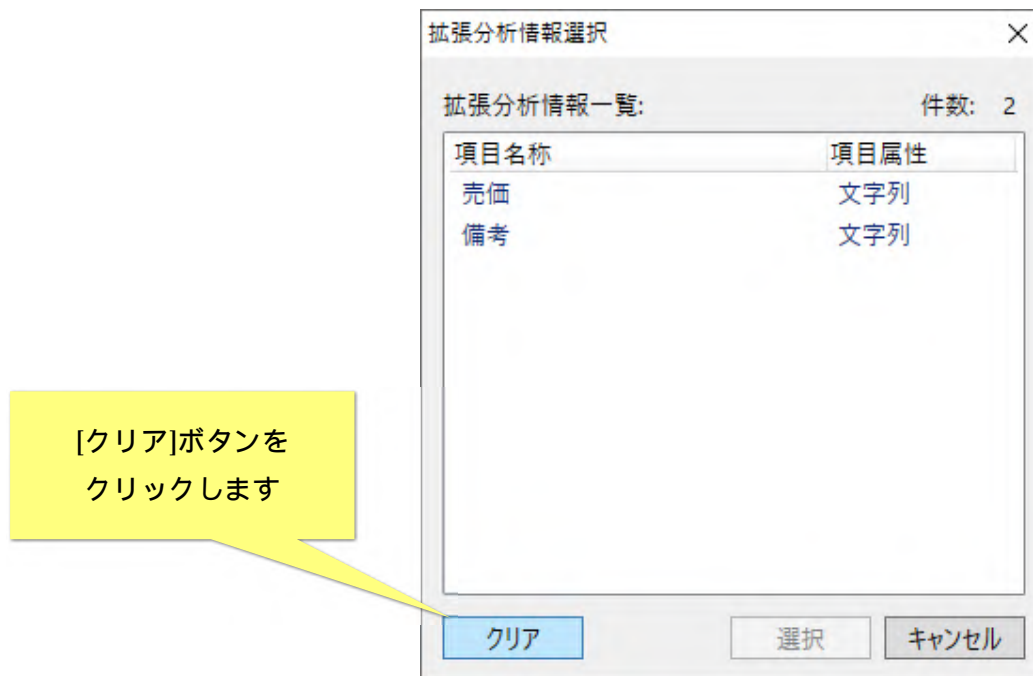 拡張分析情報選択
拡張分析情報一覧: 件数: 2
項目名称 項目属性
売価 文字列
備考 文字列
[クリア]ボタンを
クリックします
クリア 選択 キャンセル